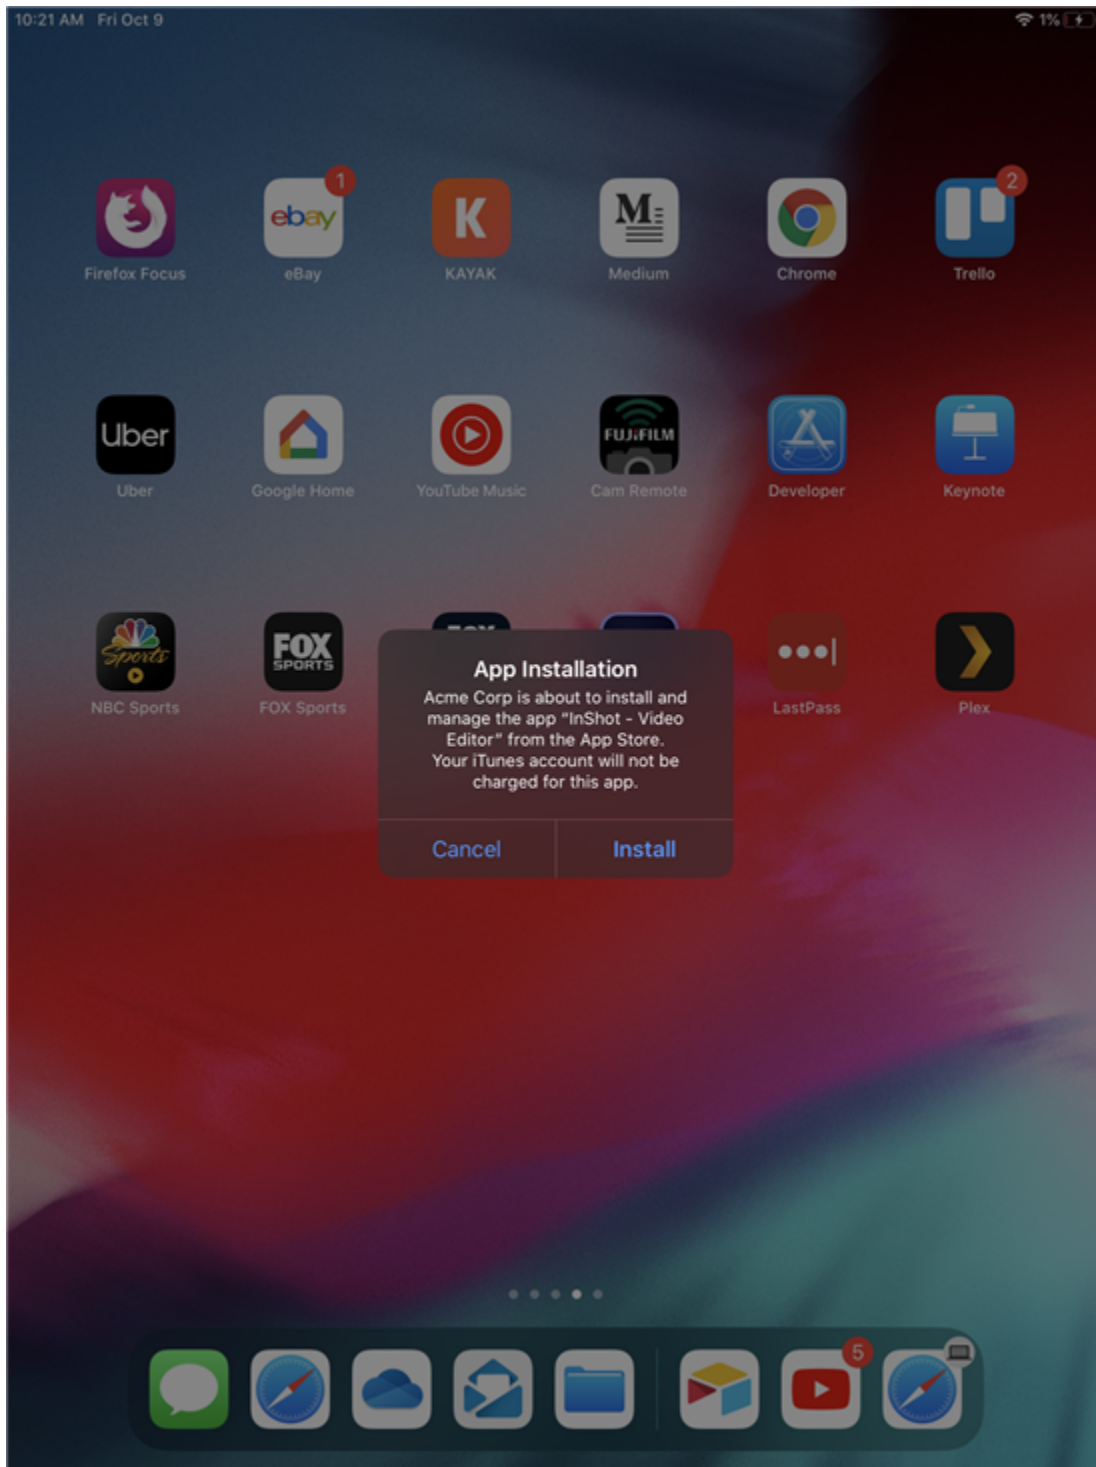 10:21 AM Fri Oct 9
1%
1
2
ebay
K
M
Firefox Focus
eBay
KAYAK
Medium
Chrome
Trello
Uber
FUJIFILM
Uber
Google Home
YouTube Music
Cam Remote
Developer
Keynote
Sports
FOX
SPORTS
NBC Sports
FOX Sports
LastPass
Plex
App Installation
Acme Corp is about to install and
manage the app “InShot - Video
Editor” from the App Store.
Your iTunes account will not be
charged for this app.
Cancel
Install
5